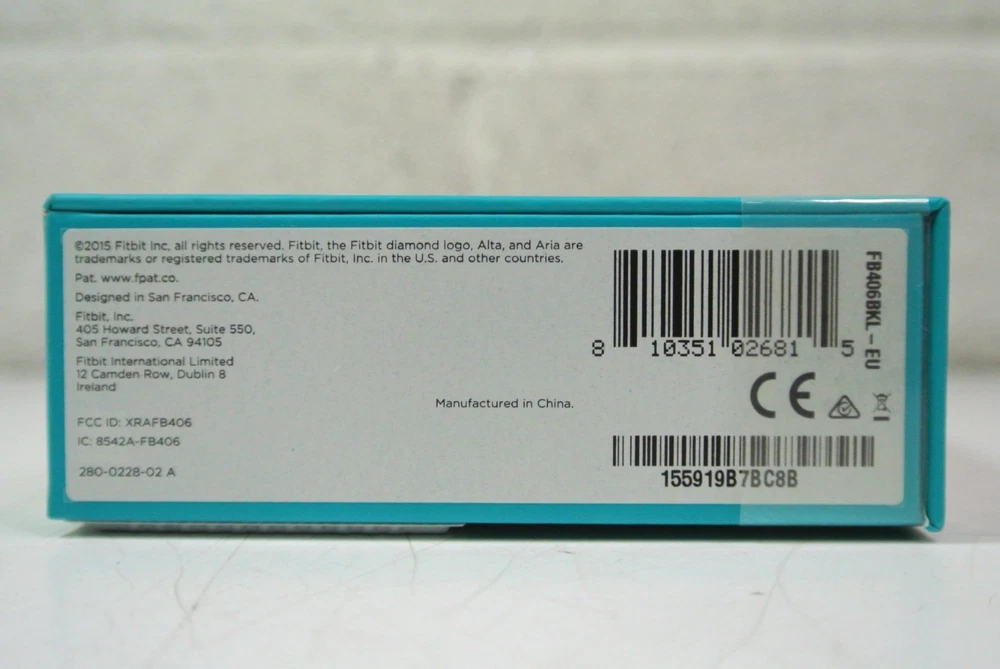 ©2015 Fitbit Inc, all rights reserved. Fitbit, the Fitbit diamond logo, Alta, and Aria are
trademarks or registered trademarks of Fitbit, Inc. in the U.S. and other countries.
Pat. www.fpat.co.
Designed in San Francisco, CA.
Fitbit, Inc.
405 Howard Street, Suite 550,
San Francisco, CA 94105
Fitbit International Limited
12 Camden Row, Dublin 8
Ireland
Manufactured in China.
FCC ID: XRAFB406
IC: 8542A-FB406
280-0228-02 A
8 10351 02681 5
FB406BKL – EU
CE
155919B7BC8B